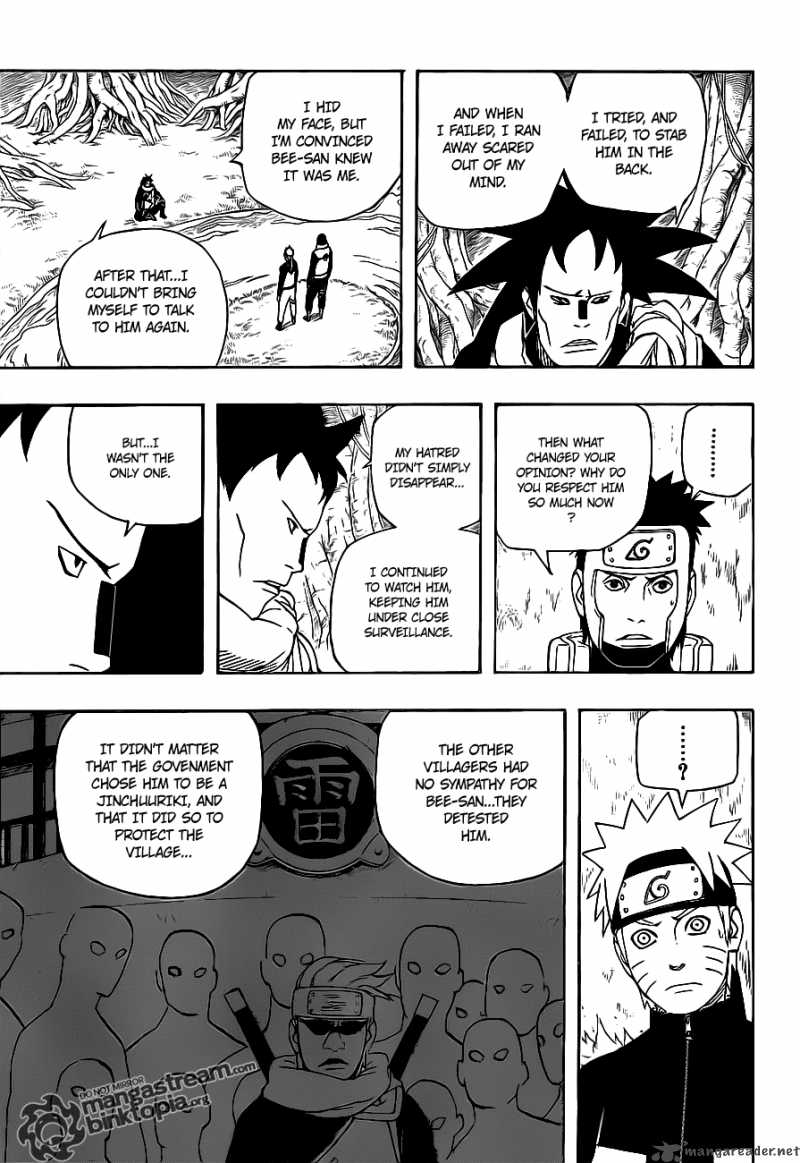 I TRIED, AND
FAILED, TO STAB
HIM IN THE
BACK.
AND WHEN
I FAILED, I RAN
AWAY SCARED
OUT OF MY
MIND.
I HID
MY FACE, BUT
I'M CONVINCED
BEE-SAN KNEW
IT WAS ME.
AFTER THAT...I
COULDN'T BRING
MYSELF TO TALK
TO HIM AGAIN.
........
THEN WHAT
CHANGED YOUR
OPINION? WHY DO
YOU RESPECT HIM
SO MUCH NOW
?
MY HATRED
DIDN'T SIMPLY
DISAPPEAR...
I CONTINUED
TO WATCH HIM,
KEEPING HIM
UNDER CLOSE
SURVEILLANCE.
BUT...I
WASN'T THE
ONLY ONE.
......?
THE OTHER
VILLAGERS HAD
NO SYMPATHY FOR
BEE-SAN...THEY
DETESTED
HIM.
IT DIDN'T MATTER
THAT THE GOVENMENT
CHOSE HIM TO BE A
JINCHUURIKI, AND
THAT IT DID SO TO
PROTECT THE
VILLAGE...
雷
DO NOT MIRROR
mangastream.com
binktopia.org
mangareader.net